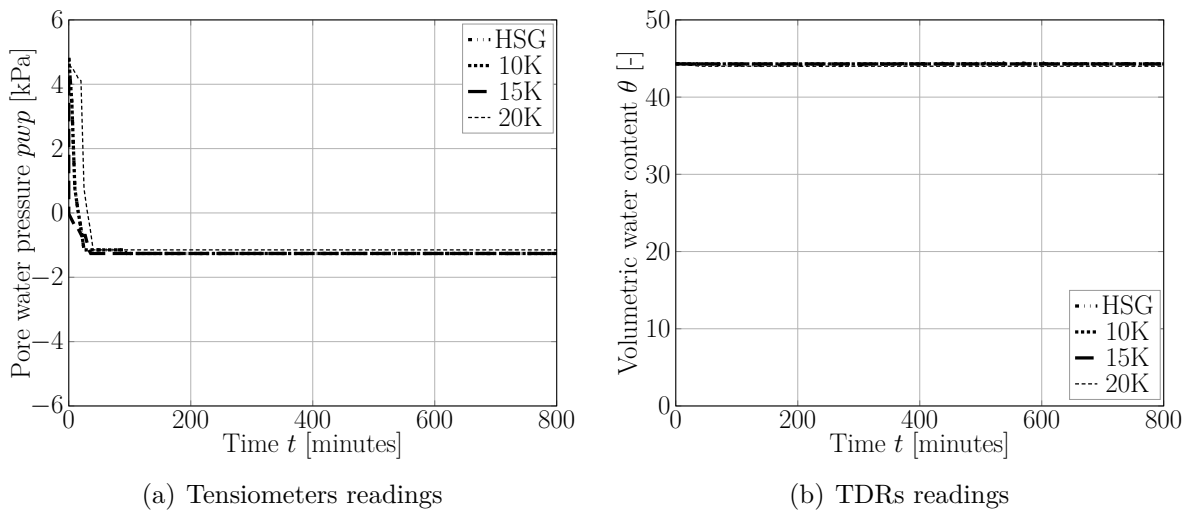 6
4
2
0
−2
−4
−6
Pore water pressure pwp [kPa]
HSG
10K
15K
20K
0 200 400 600 800
Time t [minutes]
(a) Tensiometers readings
50
40
30
20
10
0
Volumetric water content θ [-]
HSG
10K
15K
20K
0 200 400 600 800
Time t [minutes]
(b) TDRs readings